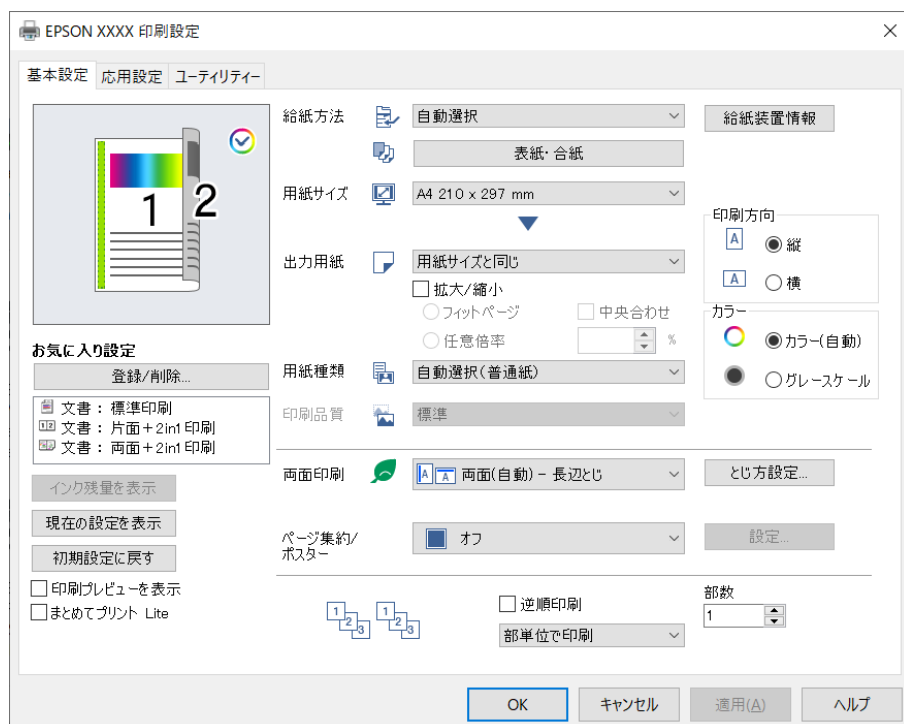 EPSON XXXX 印刷設定
基本設定 応用設定 ユーティリティー
1 2
給紙方法 自動選択 給紙装置情報
表紙・合紙
用紙サイズ A4 210 x 297 mm
出力用紙 用紙サイズと同じ
拡大/縮小
フィットページ 中央合わせ
任意倍率 %
印刷方向
A 縦
A 横
カラー
カラー(自動)
グレースケール
用紙種類 自動選択(普通紙)
印刷品質 標準
お気に入り設定
登録/削除...
文書 : 標準印刷
文書 : 片面+2in1 印刷
文書 : 両面+2in1 印刷
インク残量を表示
現在の設定を表示
初期設定に戻す
印刷プレビューを表示
まとめてプリント Lite
両面印刷 A A 両面(自動) - 長辺とじ とじ方設定...
ページ集約/
ポスター
オフ 設定...
1 2 3 1 2 3
逆順印刷
部単位で印刷
部数
1
OK キャンセル 適用(A) ヘルプ